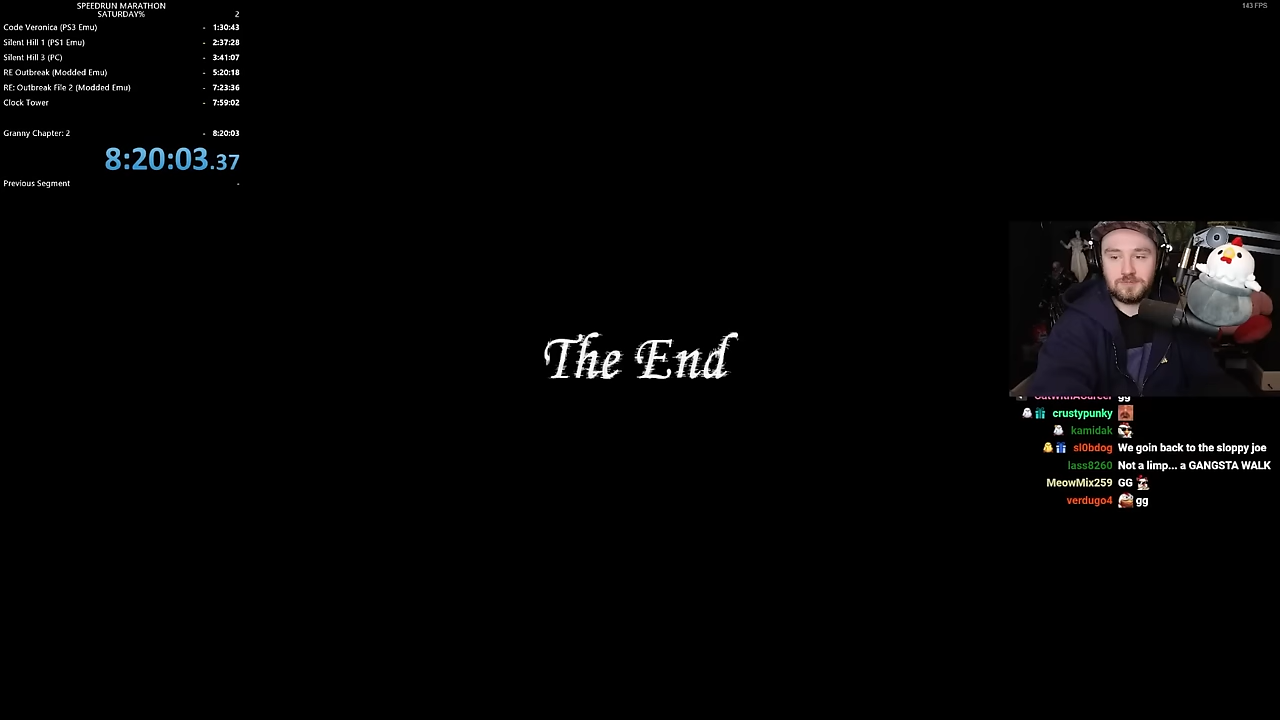 SPEEDRUN MARATHON
SATURDAY% 2
Code Veronica (PS3 Emu) - 1:30:43
Silent Hill 1 (PS1 Emu) - 2:37:28
Silent Hill 3 (PC) - 3:41:07
RE Outbreak (Modded Emu) - 5:20:18
RE: Outbreak File 2 (Modded Emu) - 7:23:36
Clock Tower - 7:59:02
Granny Chapter: 2 - 8:20:03
8:20:03.37
Previous Segment -
143 FPS
The End
gg
crustypunky
kamidak
sl0bdog We goin back to the sloppy joe
lass8260 Not a limp... a GANGSTA WALK
MeowMix259 GG
verdugo4 gg